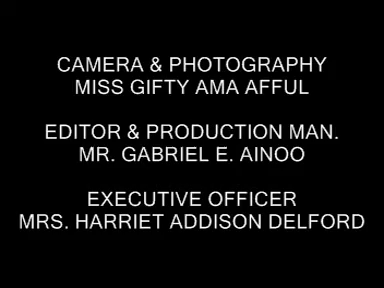 CAMERA & PHOTOGRAPHY
MISS GIFTY AMA AFFUL
EDITOR & PRODUCTION MAN.
MR. GABRIEL E. AINOO
EXECUTIVE OFFICER
MRS. HARRIET ADDISON DELFORD